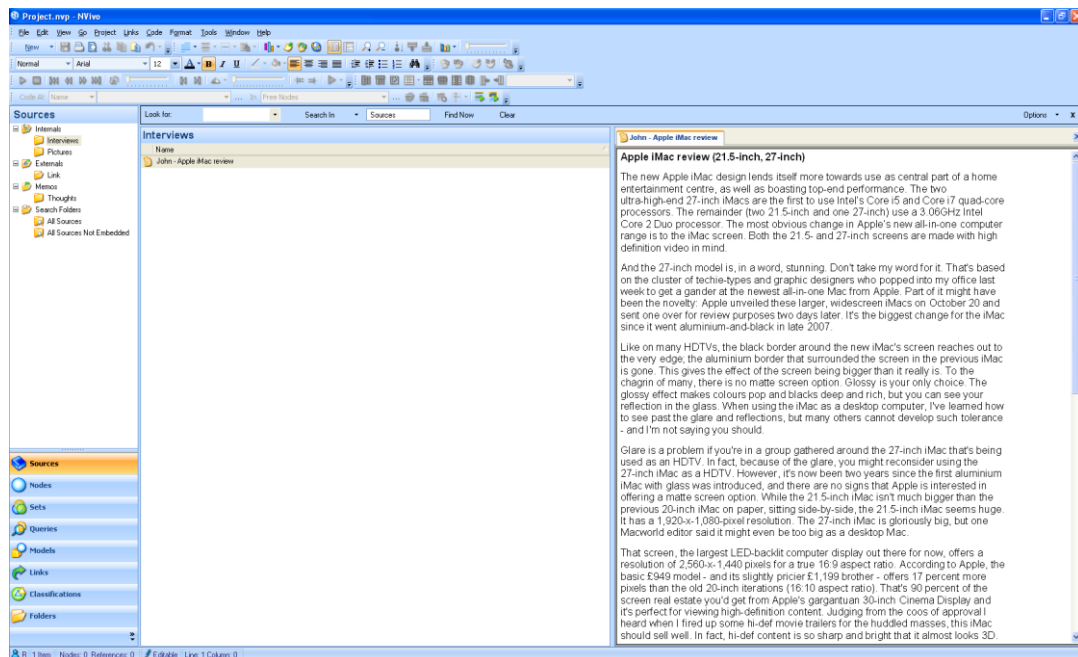 Project.nvp - NVivo
File Edit View Go Project Links Code Format Tools Window Help
New
Normal Arial 12 A B I U
Code At Name In Free Nodes
Sources
Look for: Search In Sources Find Now Clear Options x
Internals
Interviews
Pictures
Externals
Link
Memos
Thoughts
Search Folders
All Sources
All Sources Not Embedded
Interviews
Name
John - Apple iMac review
John - Apple iMac review
Apple iMac review (21.5-inch, 27-inch)
The new Apple iMac design lends itself more towards use as central part of a home
entertainment centre, as well as boasting top-end performance. The two
ultra-high-end 27-inch iMacs are the first to use Intel's Core i5 and Core i7 quad-core
processors. The remainder (two 21.5-inch and one 27-inch) use a 3.06GHz Intel
Core 2 Duo processor. The most obvious change in Apple's new all-in-one computer
range is to the iMac screen. Both the 21.5- and 27-inch screens are made with high
definition video in mind.
And the 27-inch model is, in a word, stunning. Don't take my word for it. That's based
on the cluster of techie-types and graphic designers who popped into my office last
week to get a gander at the newest all-in-one Mac from Apple. Part of it might have
been the novelty: Apple unveiled these larger, widescreen iMacs on October 20 and
sent one over for review purposes two days later. It's the biggest change for the iMac
since it went aluminium-and-black in late 2007.
Like on many HDTVs, the black border around the new iMac's screen reaches out to
the very edge; the aluminium border that surrounded the screen in the previous iMac
is gone. This gives the effect of the screen being bigger than it really is. To the
chagrin of many, there is no matte screen option. Glossy is your only choice. The
glossy effect makes colours pop and blacks deep and rich, but you can see your
reflection in the glass. When using the iMac as a desktop computer, I've learned how
to see past the glare and reflections, but many others cannot develop such tolerance
- and I'm not saying you should.
Glare is a problem if you're in a group gathered around the 27-inch iMac that's being
used as an HDTV. In fact, because of the glare, you might reconsider using the
27-inch iMac as a HDTV. However, it's now been two years since the first aluminium
iMac with glass was introduced, and there are no signs that Apple is interested in
offering a matte screen option. While the 21.5-inch iMac isn't much bigger than the
previous 20-inch iMac on paper, sitting side-by-side, the 21.5-inch iMac seems huge.
It has a 1,920-x-1,080-pixel resolution. The 27-inch iMac is gloriously big, but one
Macworld editor said it might even be too big as a desktop Mac.
That screen, the largest LED-backlit computer display out there for now, offers a
resolution of 2,560-x-1,440 pixels for a true 16:9 aspect ratio. According to Apple, the
basic £949 model - and its slightly pricier £1,199 brother - offers 17 percent more
pixels than the old 20-inch iterations (16:10 aspect ratio). That's 90 percent of the
screen real estate you'd get from Apple's gargantuan 30-inch Cinema Display and
it's perfect for viewing high-definition content. Judging from the coos of approval I
heard when I fired up some hi-def movie trailers for the huddled masses, this iMac
should sell well. In fact, hi-def content is so sharp and bright that it almost looks 3D.
Sources
Nodes
Sets
Queries
Models
Links
Classifications
Folders
R 1 Item Nodes: 0 References: 0 Editable Line: 1 Column: 0